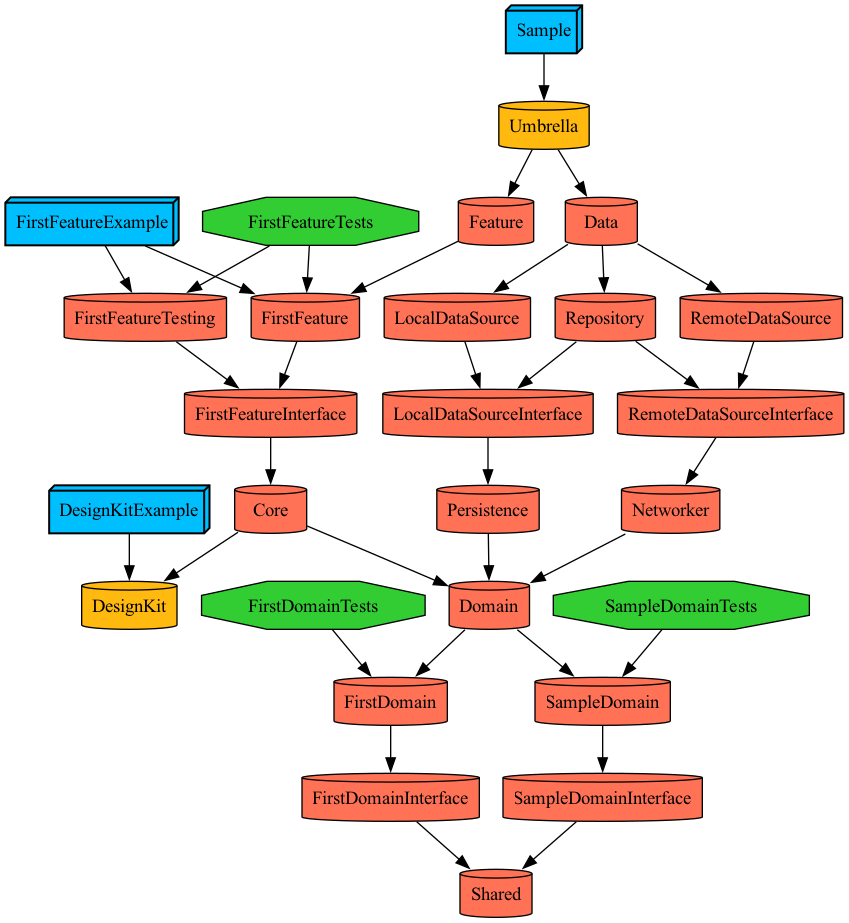 Sample
Umbrella
FirstFeatureExample
FirstFeatureTests
Feature
Data
FirstFeatureTesting
FirstFeature
LocalDataSource
Repository
RemoteDataSource
FirstFeatureInterface
LocalDataSourceInterface
RemoteDataSourceInterface
DesignKitExample
Core
Persistence
Networker
DesignKit
FirstDomainTests
Domain
SampleDomainTests
FirstDomain
SampleDomain
FirstDomainInterface
SampleDomainInterface
Shared